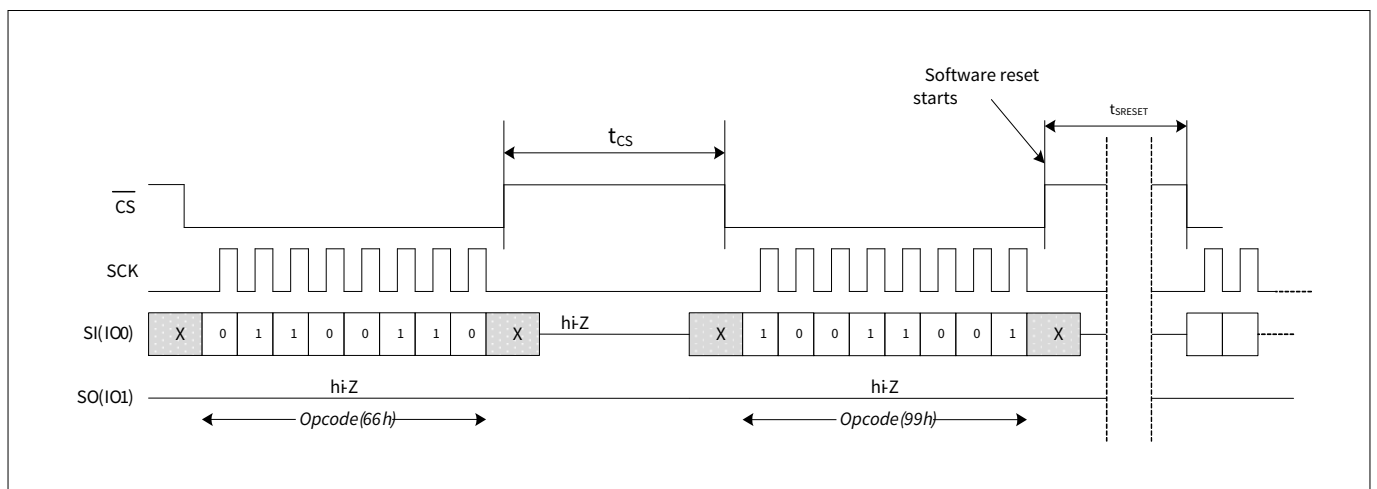 Software reset
starts
tSRESET
tCS
CS
SCK
SI(IO0) X 0 1 1 0 0 1 1 0 X hi-Z X 1 0 0 1 1 0 0 1 X
SO(IO1) hi-Z hi-Z
Opcode(66h) Opcode(99h)